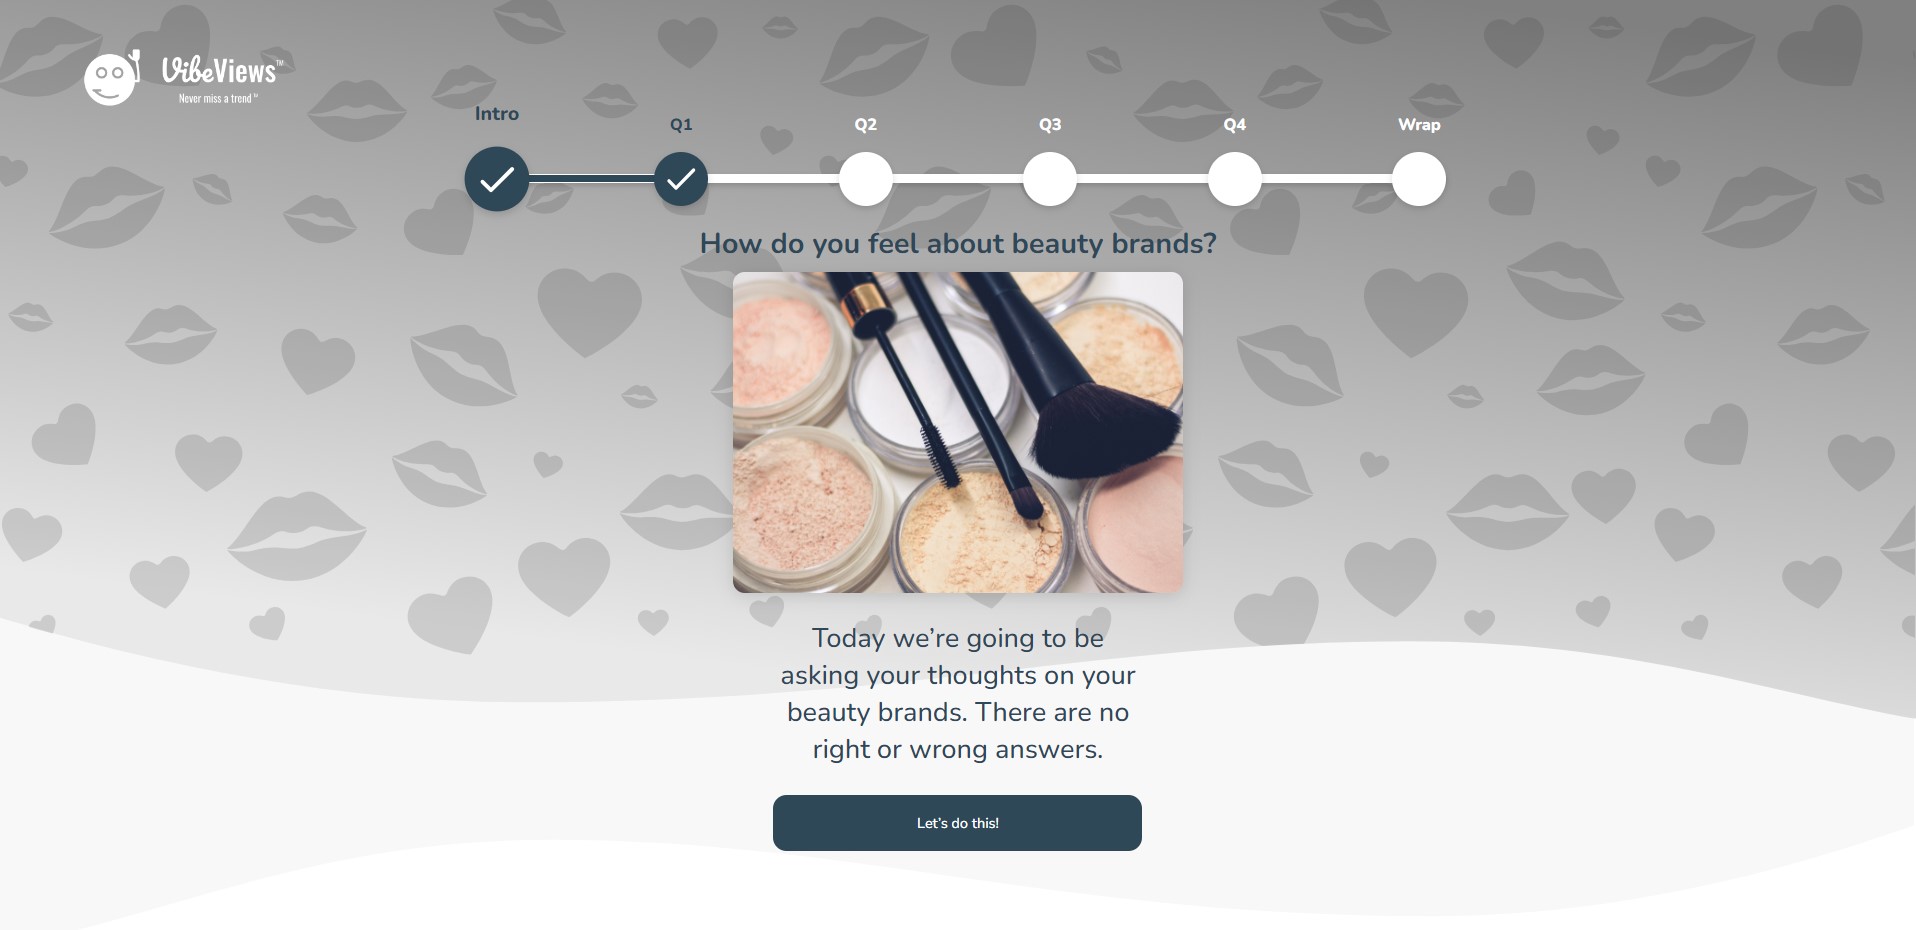 VibeViews™
Never miss a trend™
Intro
Q1
Q2
Q3
Q4
Wrap
How do you feel about beauty brands?
Today we’re going to be
asking your thoughts on your
beauty brands. There are no
right or wrong answers.
Let’s do this!